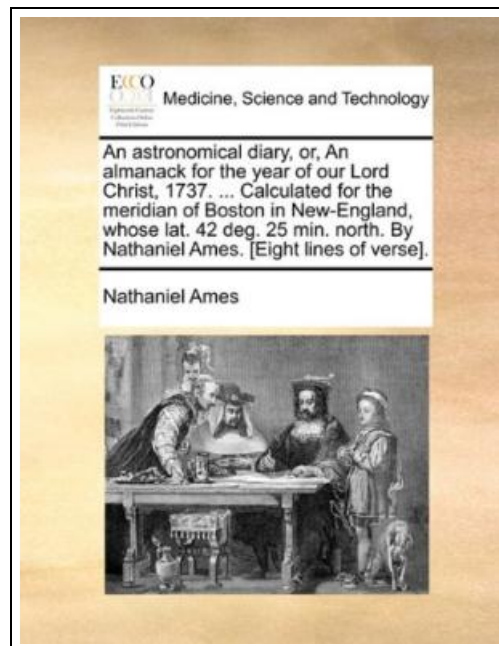 ECCO
Medicine, Science and Technology
An astronomical diary, or, An
almanack for the year of our Lord
Christ, 1737. ... Calculated for the
meridian of Boston in New-England,
whose lat. 42 deg. 25 min. north. By
Nathaniel Ames. [Eight lines of verse].
Nathaniel Ames